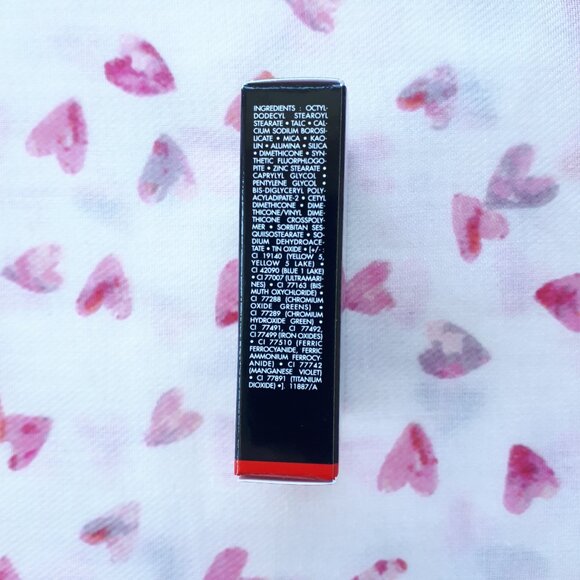 INGREDIENTS : OCTYL-
DODECYL STEAROYL
STEARATE • TALC • CAL-
CIUM SODIUM BOROSI-
LICATE • MICA • KAO-
LIN • ALUMINA • SILICA
• DIMETHICONE • SYN-
THETIC FLUORPHLOGO-
PITE • ZINC STEARATE •
CAPRYLYL GLYCOL •
PENTYLENE GLYCOL •
BIS-DIGLYCERYL POLY-
ACYLADIPATE-2 • CETYL
DIMETHICONE • DIME-
THICONE/VINYL DIME-
THICONE CROSSPOLY-
MER • SORBITAN SES-
QUIISOSTEARATE • SO-
DIUM DEHYDROACE-
TATE • TIN OXIDE • [+/- :
CI 19140 (YELLOW 5,
YELLOW 5 LAKE) •
CI 42090 (BLUE 1 LAKE)
• CI 77007 (ULTRAMARI-
NES) • CI 77163 (BIS-
MUTH OXYCHLORIDE) •
CI 77288 (CHROMIUM
OXIDE GREENS) •
CI 77289 (CHROMIUM
HYDROXIDE GREEN) •
CI 77491, CI 77492,
CI 77499 (IRON OXIDES)
• CI 77510 (FERRIC
FERROCYANIDE, FERRIC
AMMONIUM FERROCY-
ANIDE) • CI 77742
(MANGANESE VIOLET) •
CI 77891 (TITANIUM
DIOXIDE) •]. 11887/A